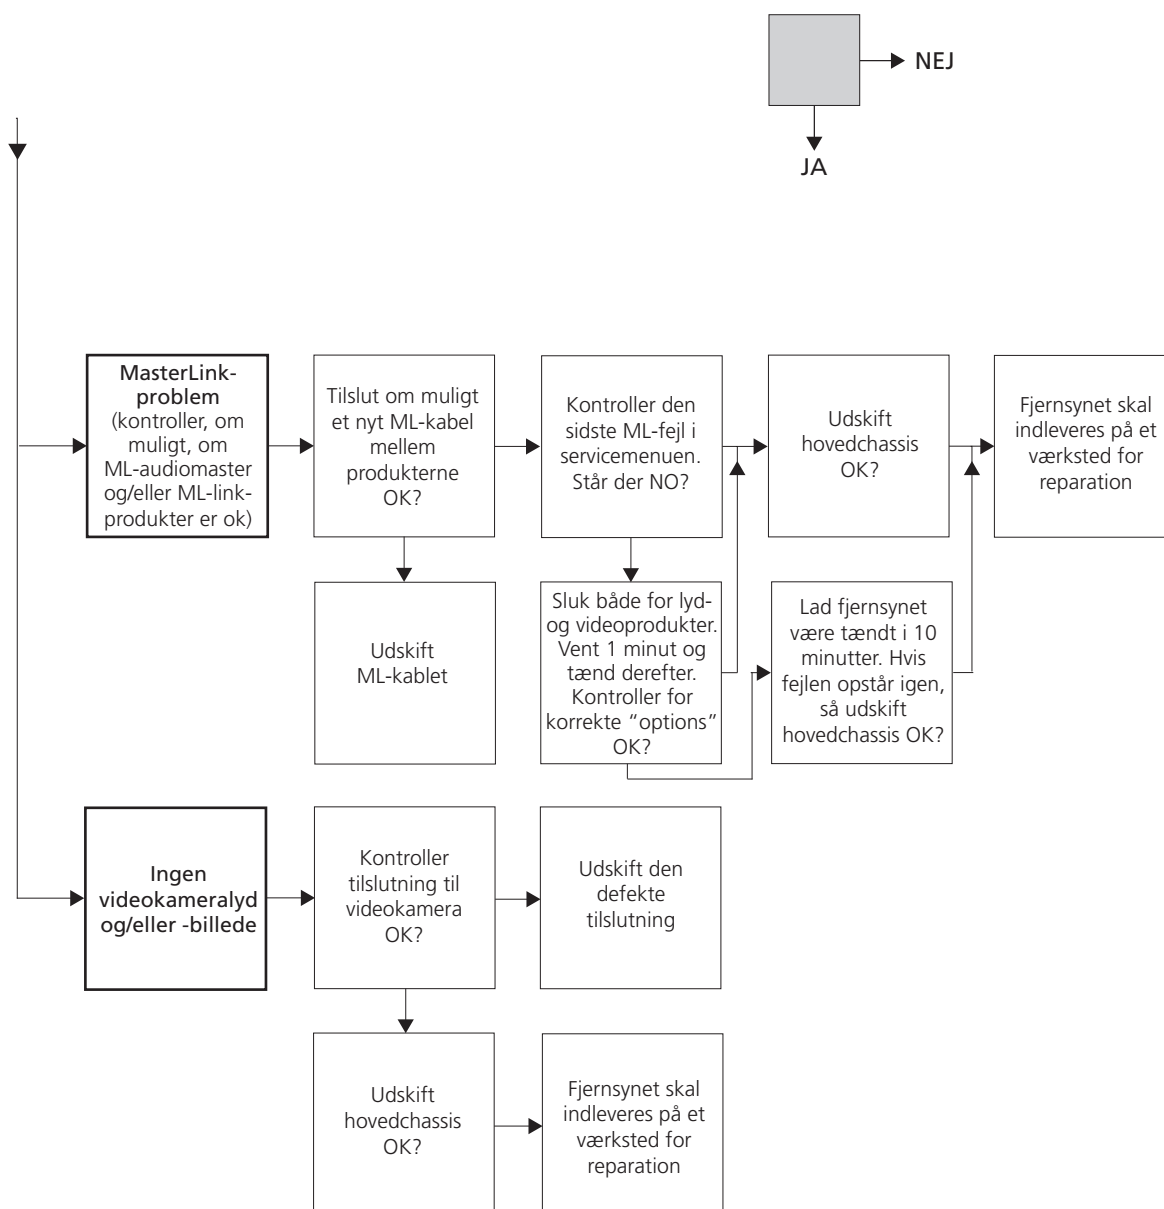 NEJ
JA
MasterLink-
problem
(kontroller, om
muligt, om
ML-audiomaster
og/eller ML-link-
produkter er ok)
Tilslut om muligt
et nyt ML-kabel
mellem
produkterne
OK?
Kontroller den
sidste ML-fejl i
servicemenuen.
Står der NO?
Udskift
hovedchassis
OK?
Fjernsynet skal
indleveres på et
værksted for
reparation
Udskift
ML-kablet
Sluk både for lyd-
og videoprodukter.
Vent 1 minut og
tænd derefter.
Kontroller for
korrekte “options”
OK?
Lad fjernsynet
være tændt i 10
minutter. Hvis
fejlen opstår igen,
så udskift
hovedchassis OK?
Ingen
videokameralyd
og/eller -billede
Kontroller
tilslutning til
videokamera
OK?
Udskift den
defekte
tilslutning
Udskift
hovedchassis
OK?
Fjernsynet skal
indleveres på et
værksted for
reparation